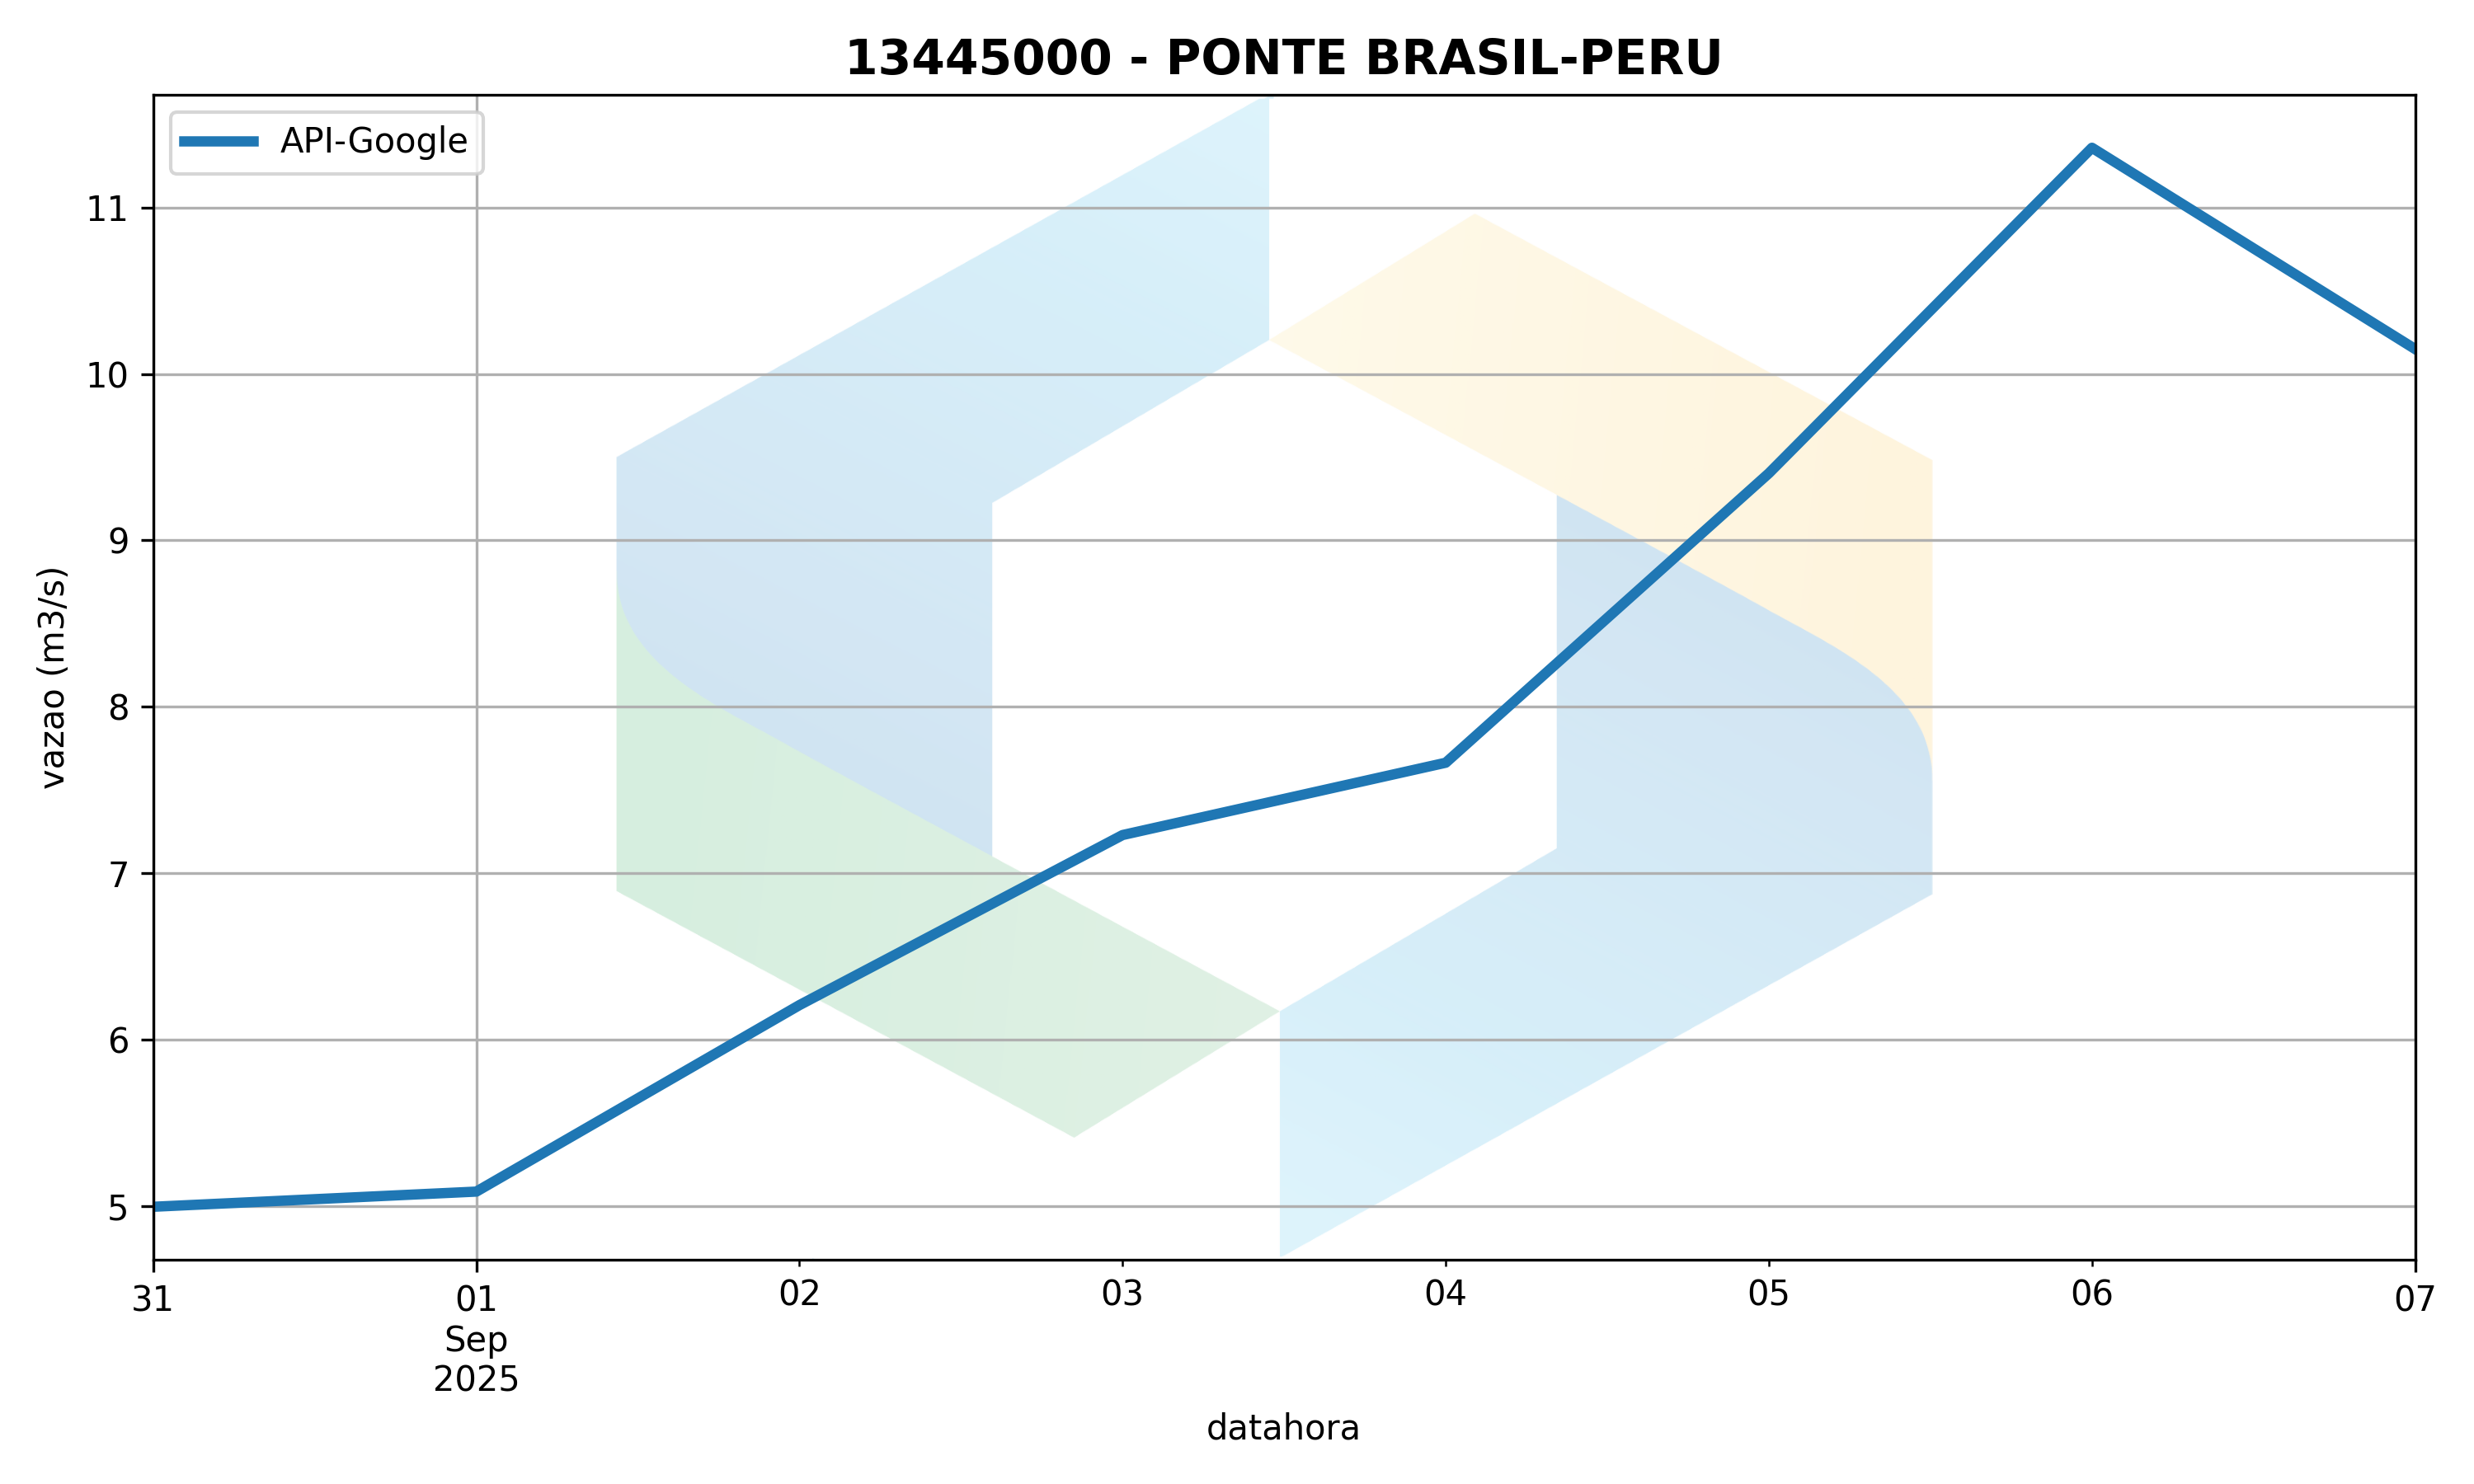 13445000 - PONTE BRASIL-PERU
API-Google
11
10
9
8
7
6
5
vazao (m3/s)
31 01 02 03 04 05 06 07
Sep
2025
datahora